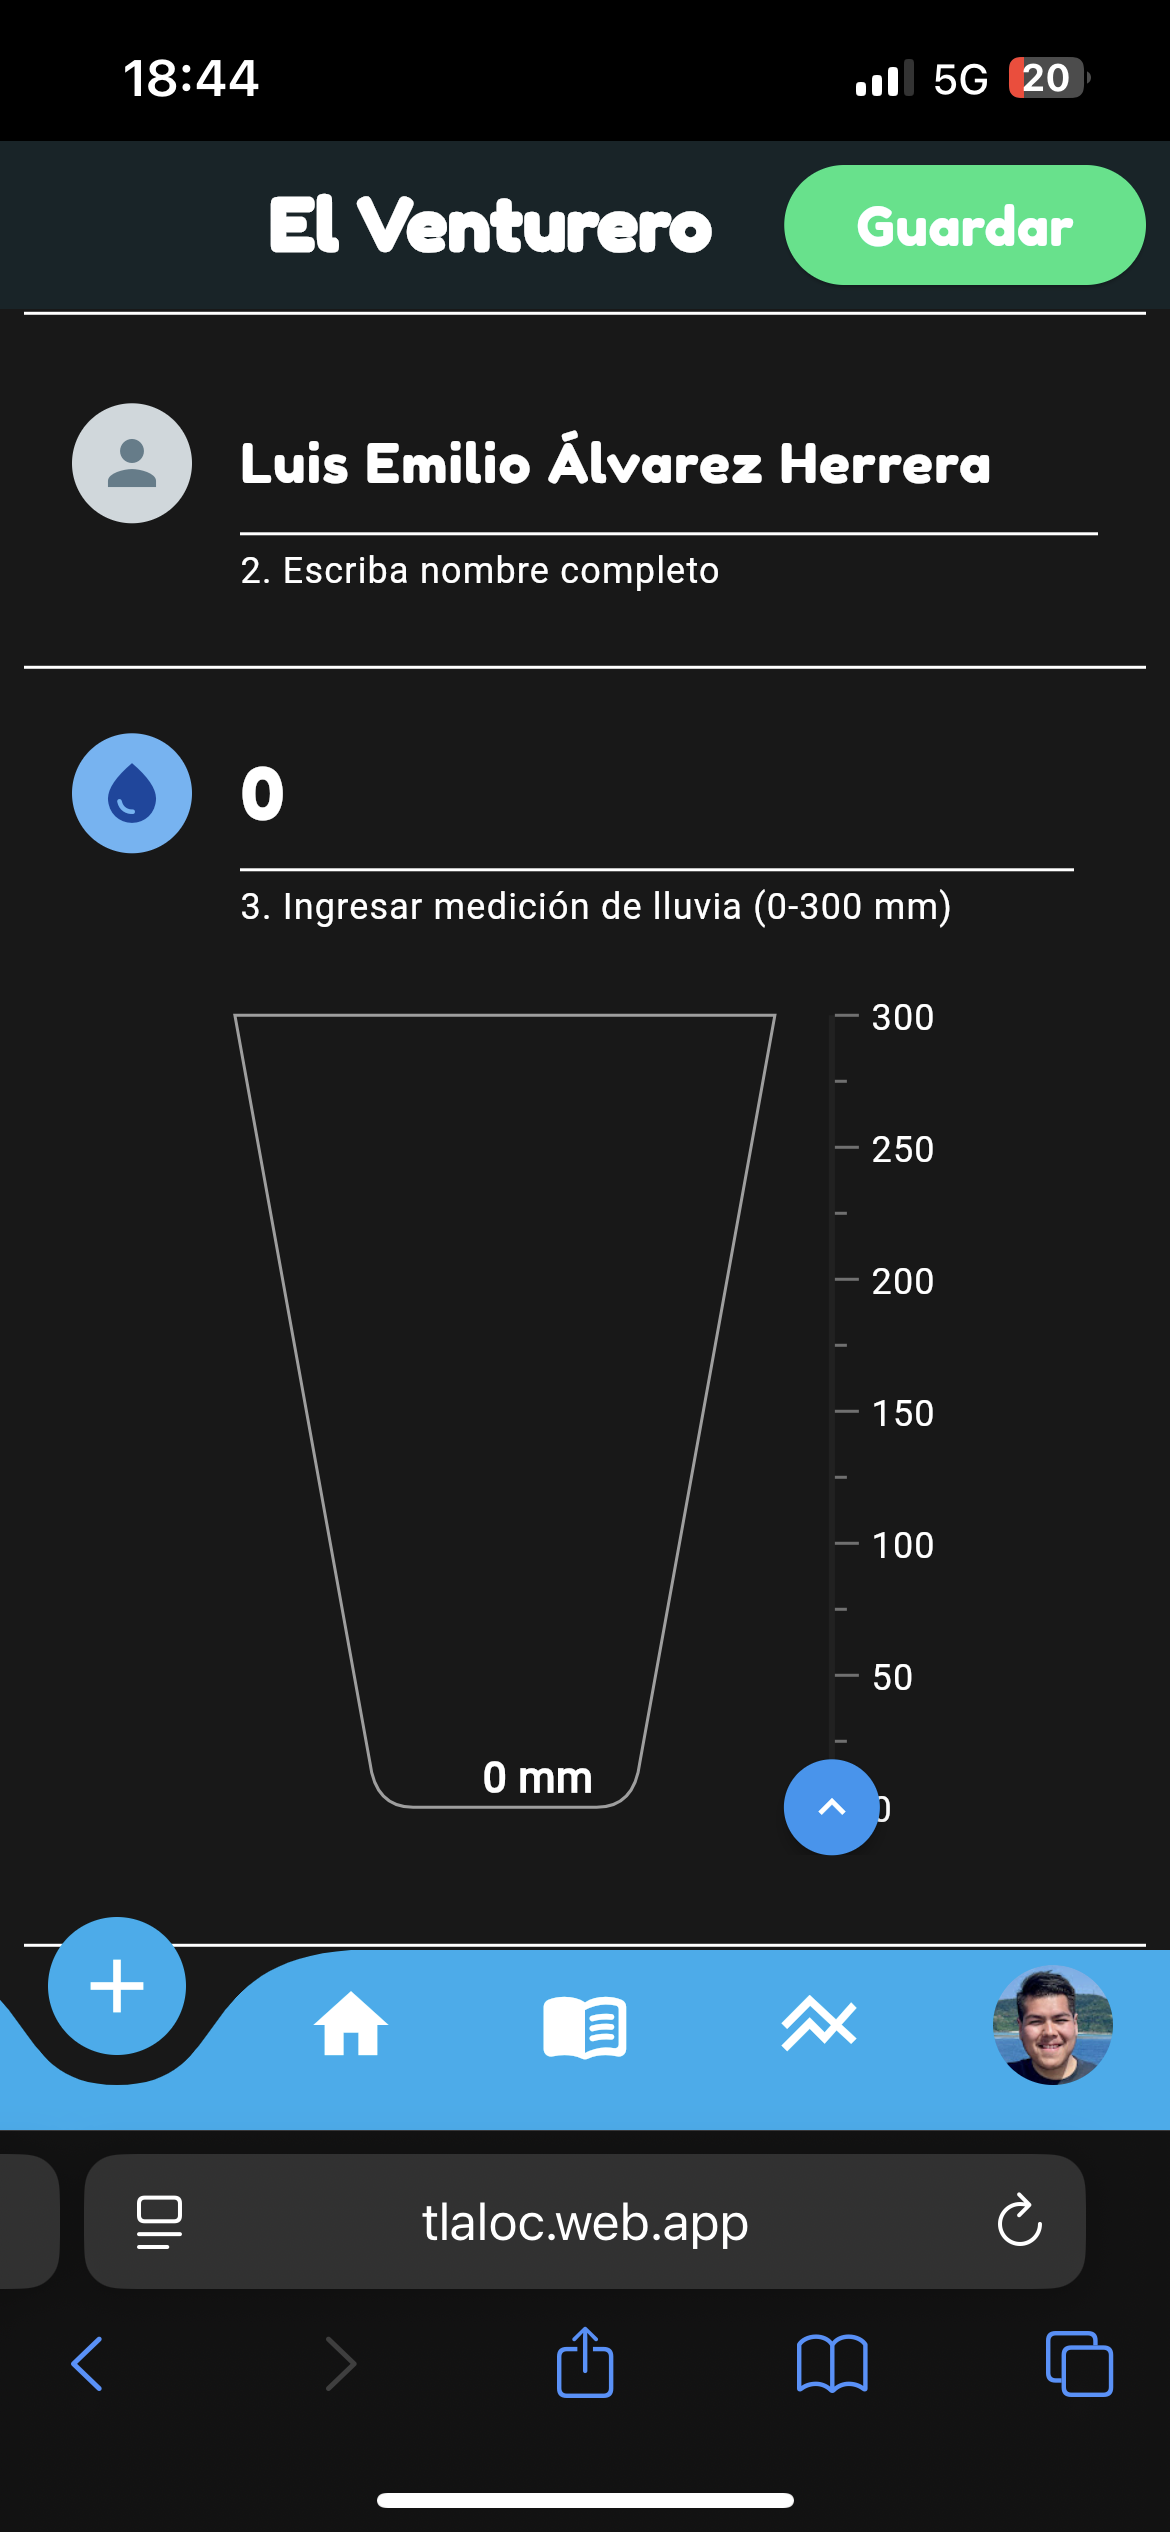 18:44 5G 20
El Venturero Guardar
Luis Emilio Álvarez Herrera
2. Escriba nombre completo
0
3. Ingresar medición de lluvia (0-300 mm)
300
250
200
150
100
50
0 mm
0
tlaloc.web.app